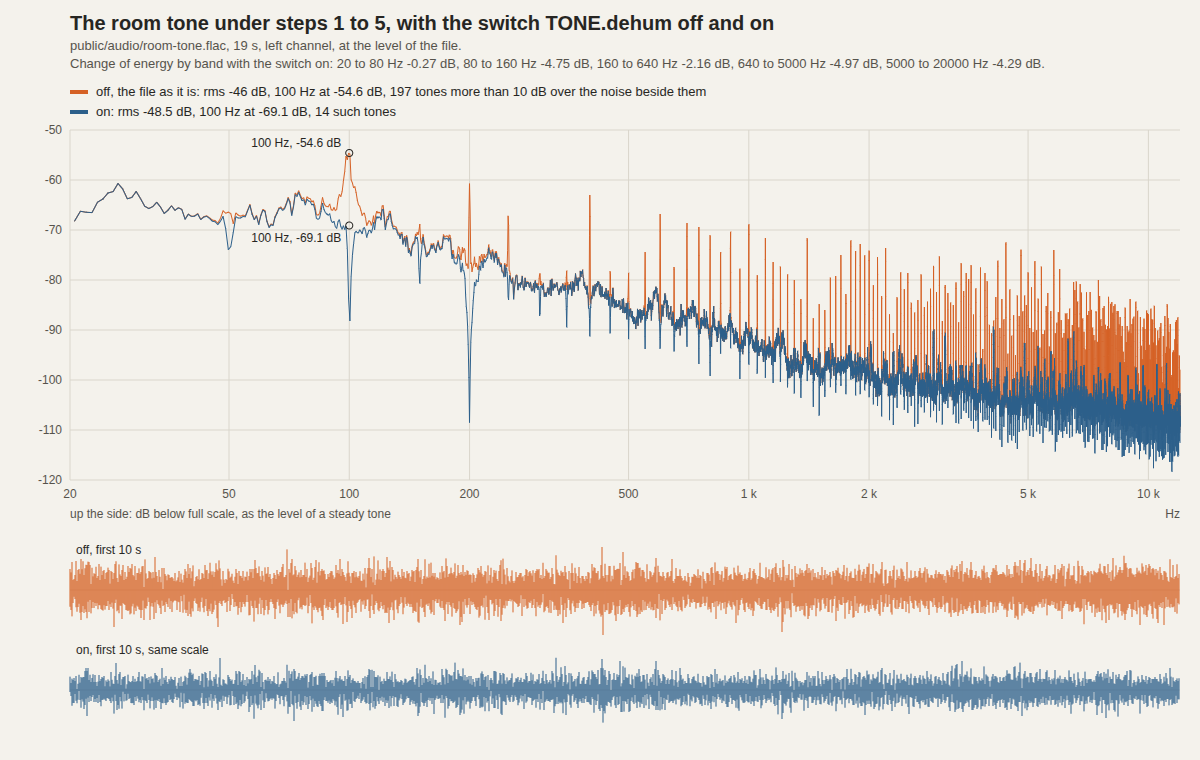 The room tone under steps 1 to 5, with the switch TONE.dehum off and on
public/audio/room-tone.flac, 19 s, left channel, at the level of the file.
Change of energy by band with the switch on: 20 to 80 Hz -0.27 dB, 80 to 160 Hz -4.75 dB, 160 to 640 Hz -2.16 dB, 640 to 5000 Hz -4.97 dB, 5000 to 20000 Hz -4.29 dB.
off, the file as it is: rms -46 dB, 100 Hz at -54.6 dB, 197 tones more than 10 dB over the noise beside them
on: rms -48.5 dB, 100 Hz at -69.1 dB, 14 such tones
-50
100 Hz, -54.6 dB
-60
-70
100 Hz, -69.1 dB
-80
-90
-100
-110
-120
20 50 100 200 500 1 k 2 k 5 k 10 k
up the side: dB below full scale, as the level of a steady tone Hz
off, first 10 s
on, first 10 s, same scale